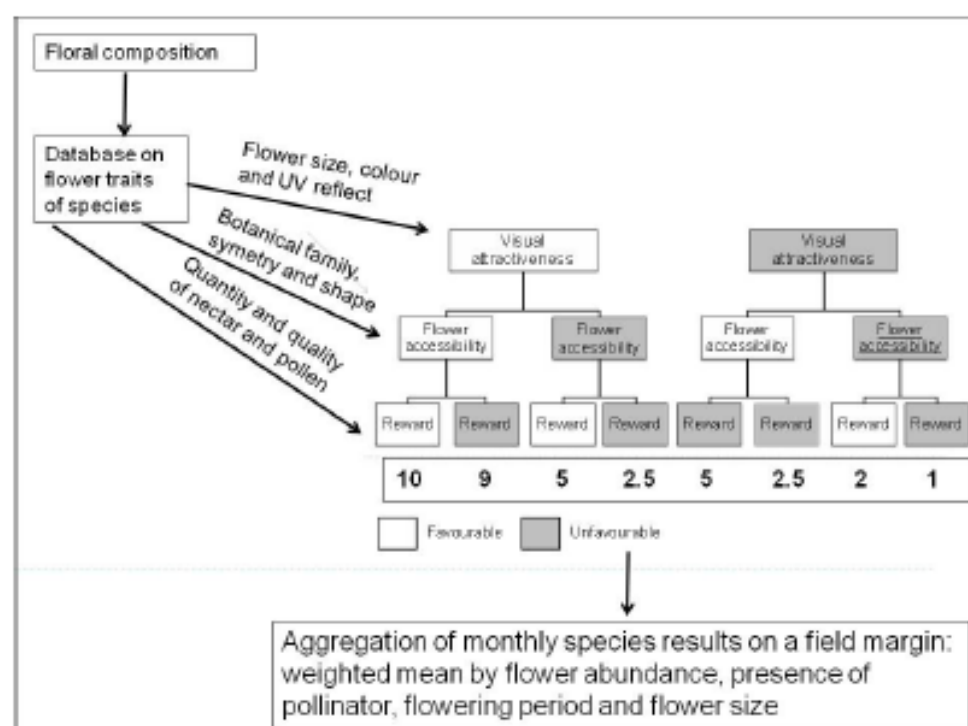 Floral composition
Database on
flower traits
of species
Flower size, colour
and UV reflect
Botanical family,
symetry and shape
Quantity and quality
of nectar and pollen
Visual
attractiveness
Visual
attractiveness
Flower
accessibility
Flower
accessibility
Flower
accessibility
Flower
accessibility
Reward Reward Reward Reward Reward Reward Reward Reward
10 9 5 2.5 5 2.5 2 1
Favourable Unfavourable
Aggregation of monthly species results on a field margin:
weighted mean by flower abundance, presence of
pollinator, flowering period and flower size